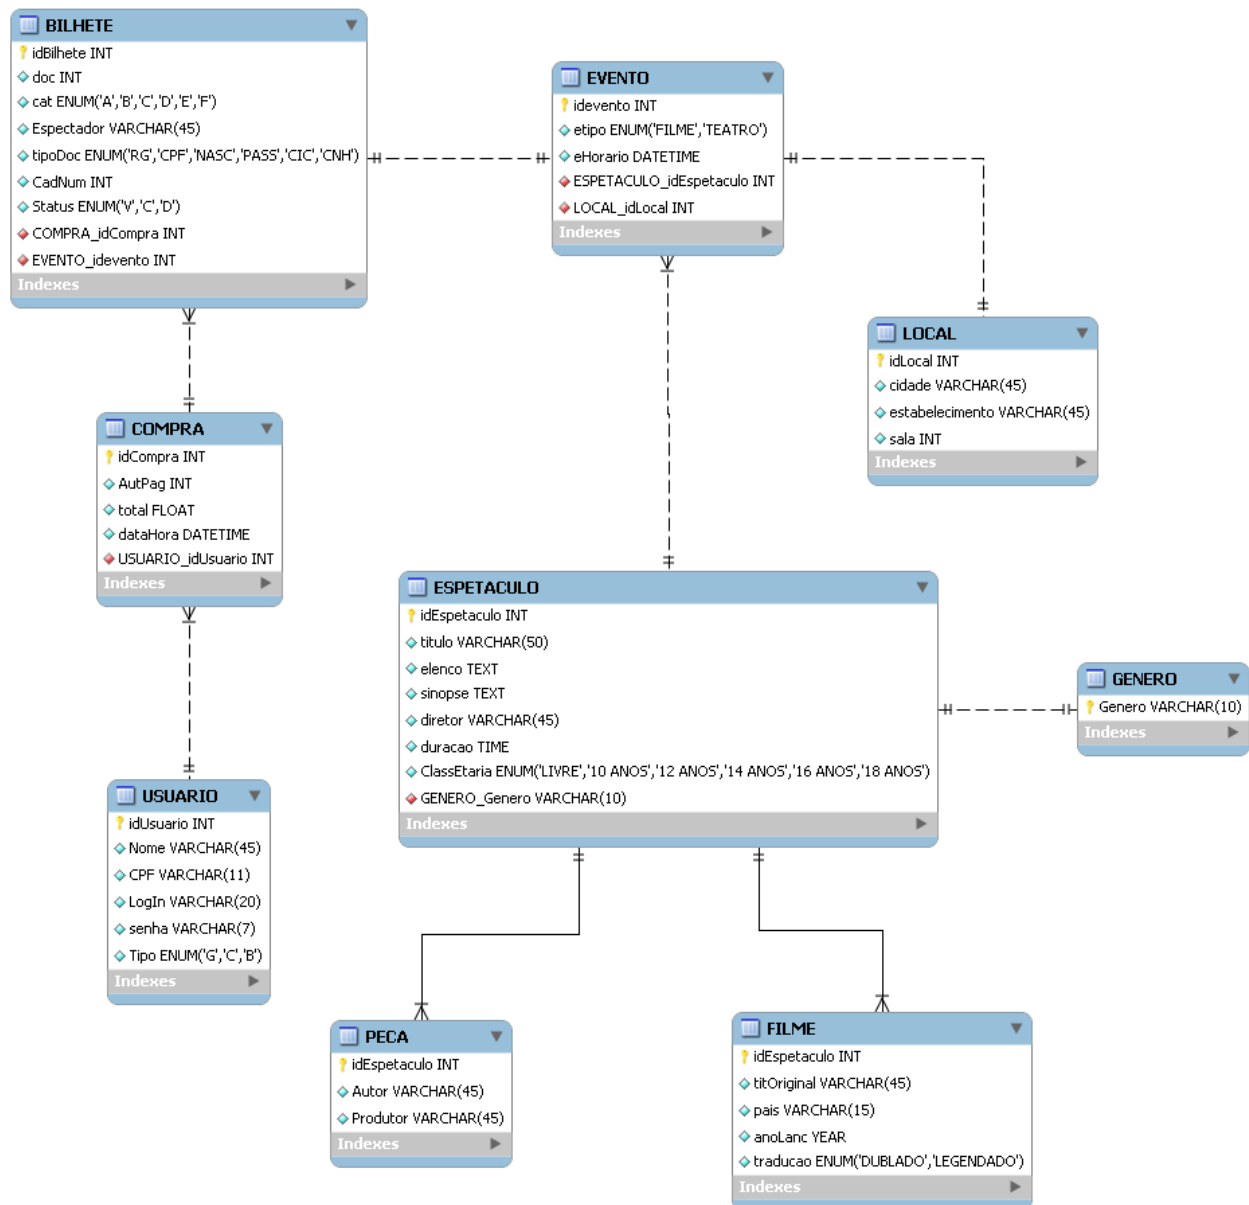 BILHETE
idBilhete INT
doc INT
cat ENUM('A','B','C','D','E','F')
Espectador VARCHAR(45)
tipoDoc ENUM('RG','CPF','NASC','PASS','CIC','CNH')
CadNum INT
Status ENUM('V','C','D')
COMPRA_idCompra INT
EVENTO_idevento INT
Indexes
EVENTO
idevento INT
etipo ENUM('FILME','TEATRO')
eHorario DATETIME
ESPETACULO_idEspetaculo INT
LOCAL_idLocal INT
Indexes
LOCAL
idLocal INT
cidade VARCHAR(45)
estabelecimento VARCHAR(45)
sala INT
Indexes
COMPRA
idCompra INT
AutPag INT
total FLOAT
dataHora DATETIME
USUARIO_idUsuario INT
Indexes
ESPETACULO
idEspetaculo INT
titulo VARCHAR(50)
elenco TEXT
sinopse TEXT
diretor VARCHAR(45)
duracao TIME
ClassEtaria ENUM('LIVRE','10 ANOS','12 ANOS','14 ANOS','16 ANOS','18 ANOS')
GENERO_Genero VARCHAR(10)
Indexes
GENERO
Genero VARCHAR(10)
Indexes
USUARIO
idUsuario INT
Nome VARCHAR(45)
CPF VARCHAR(11)
LogIn VARCHAR(20)
senha VARCHAR(7)
Tipo ENUM('G','C','B')
Indexes
PECA
idEspetaculo INT
Autor VARCHAR(45)
Produtor VARCHAR(45)
Indexes
FILME
idEspetaculo INT
titOriginal VARCHAR(45)
pais VARCHAR(15)
anoLanc YEAR
traducao ENUM('DUBLADO','LEGENDADO')
Indexes